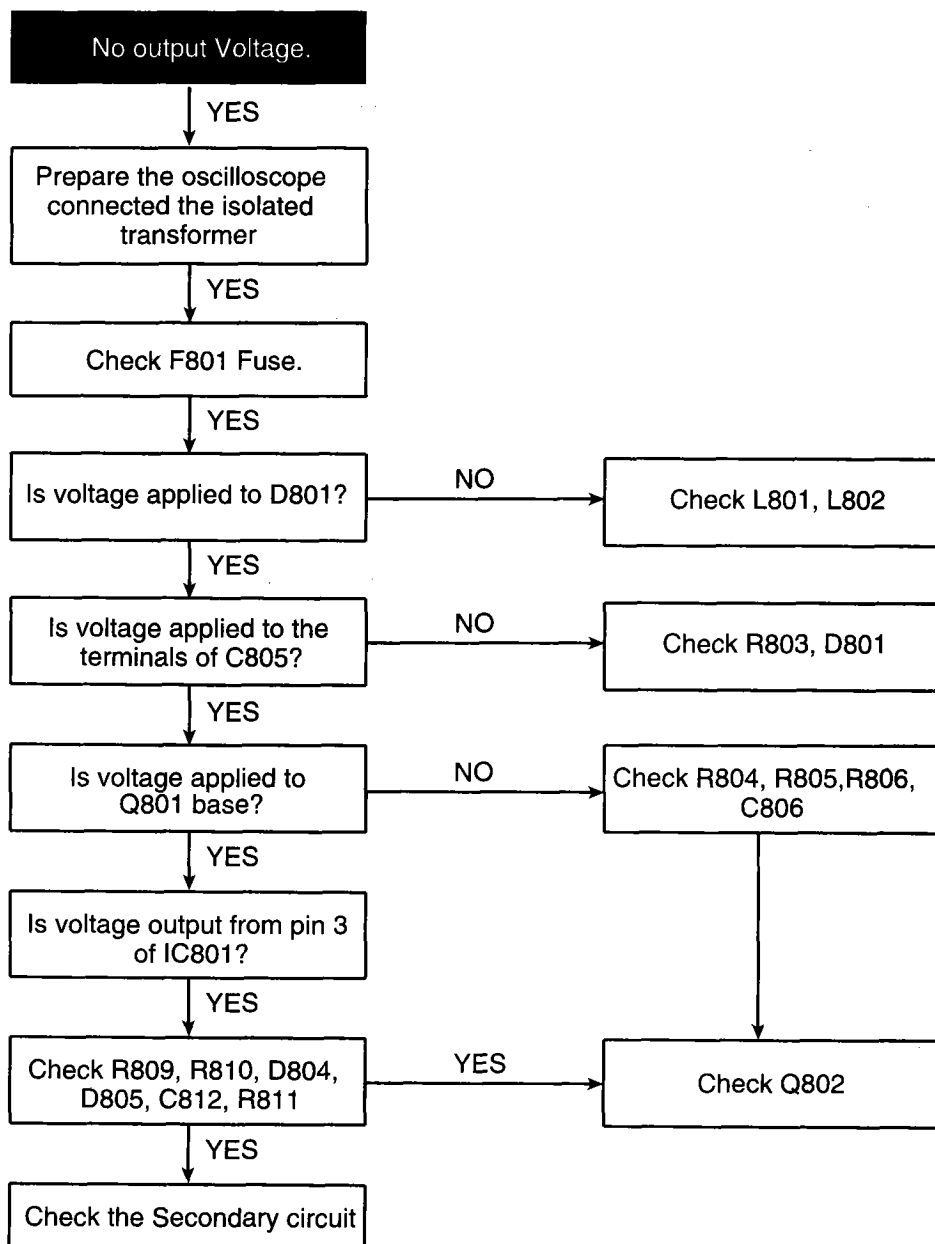 No output Voltage.
YES
Prepare the oscilloscope
connected the isolated
transformer
YES
Check F801 Fuse.
YES
Is voltage applied to D801?
NO
Check L801, L802
YES
Is voltage applied to the
terminals of C805?
NO
Check R803, D801
YES
Is voltage applied to
Q801 base?
NO
Check R804, R805,R806,
C806
YES
Is voltage output from pin 3
of IC801?
YES
Check R809, R810, D804,
D805, C812, R811
YES
Check Q802
YES
Check the Secondary circuit